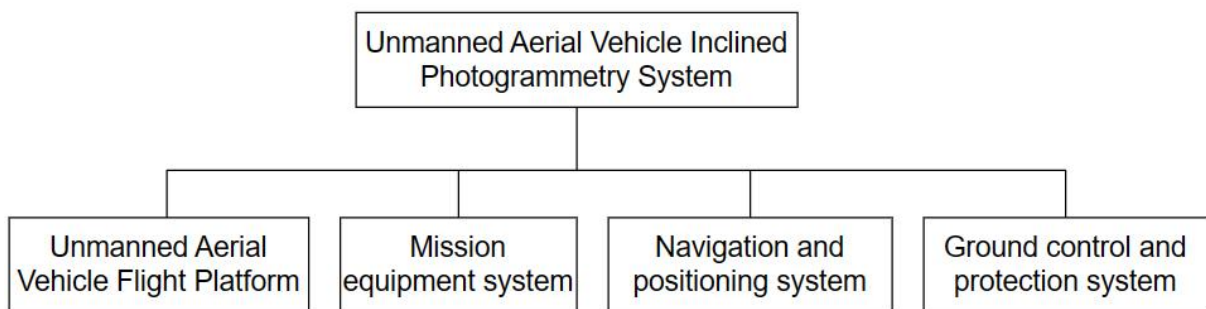 Unmanned Aerial Vehicle Inclined
Photogrammetry System
Unmanned Aerial
Vehicle Flight Platform
Mission
equipment system
Navigation and
positioning system
Ground control and
protection system